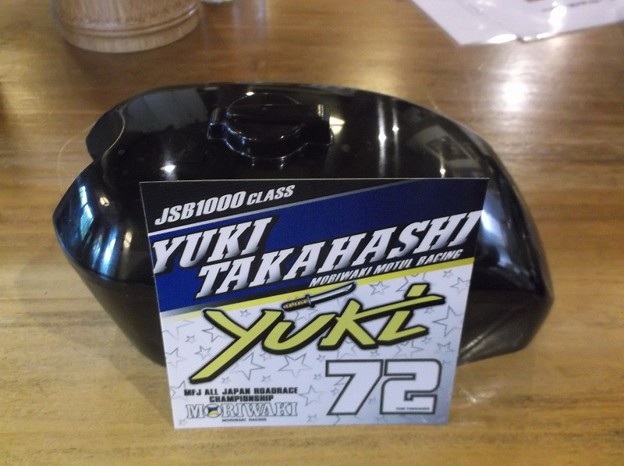 JSB1000 CLASS
YUKI
TAKAHASHI
MORIWAKI MOTUL RACING
YUKi
72
MFJ ALL JAPAN ROADRACE
CHAMPIONSHIP
MORIWAKI